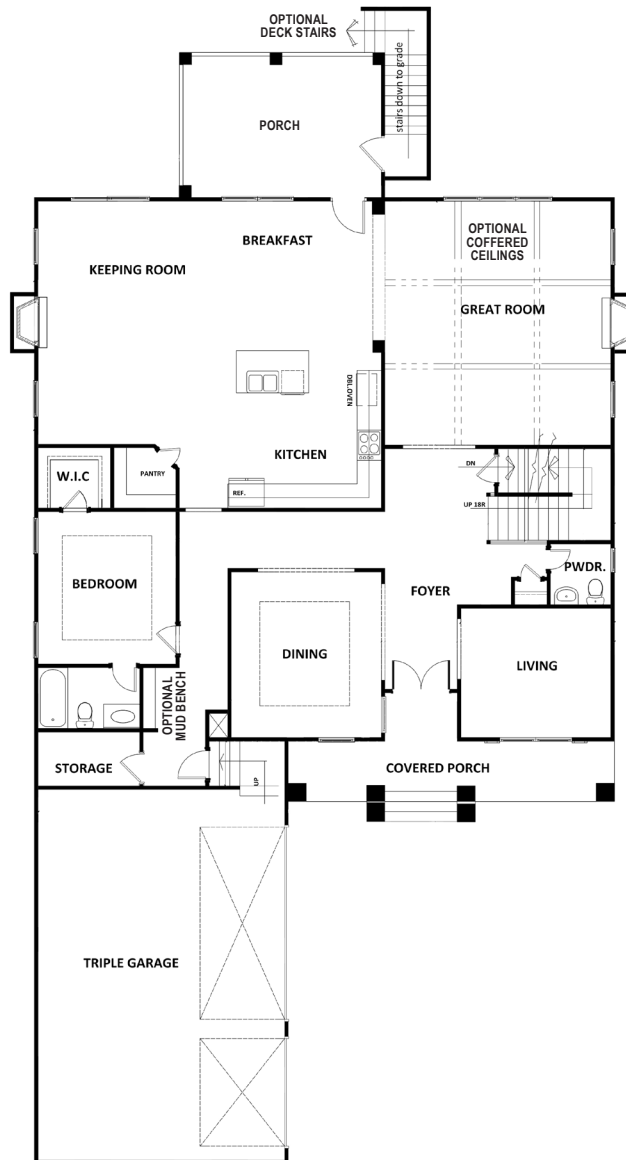 OPTIONAL
DECK STAIRS
stairs down to grade
PORCH
BREAKFAST
KEEPING ROOM
OPTIONAL
COFFERED
CEILINGS
GREAT ROOM
DBL.OVEN
KITCHEN
W.I.C
PANTRY
REF.
DN
UP 18R
BEDROOM
PWDR.
FOYER
DINING
LIVING
OPTIONAL
MUD BENCH
STORAGE
UP
COVERED PORCH
TRIPLE GARAGE